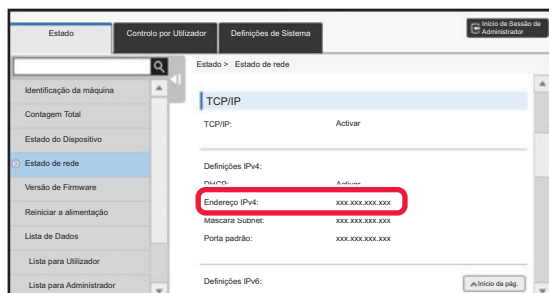 Estado
Controlo por Utilizador
Definições de Sistema
Início de Sessão de
Administrador
Estado > Estado de rede
Identificação da máquina
Contagem Total
Estado do Dispositivo
Estado de rede
Versão de Firmware
Reiniciar a alimentação
Lista de Dados
Lista para Utilizador
Lista para Administrador
TCP/IP
TCP/IP: Activar
Definições IPv4:
DHCP: Activar
Endereço IPv4: xxx.xxx.xxx.xxx
Máscara Subnet: xxx.xxx.xxx.xxx
Porta padrão: xxx.xxx.xxx.xxx
Definições IPv6:
Início da pág.